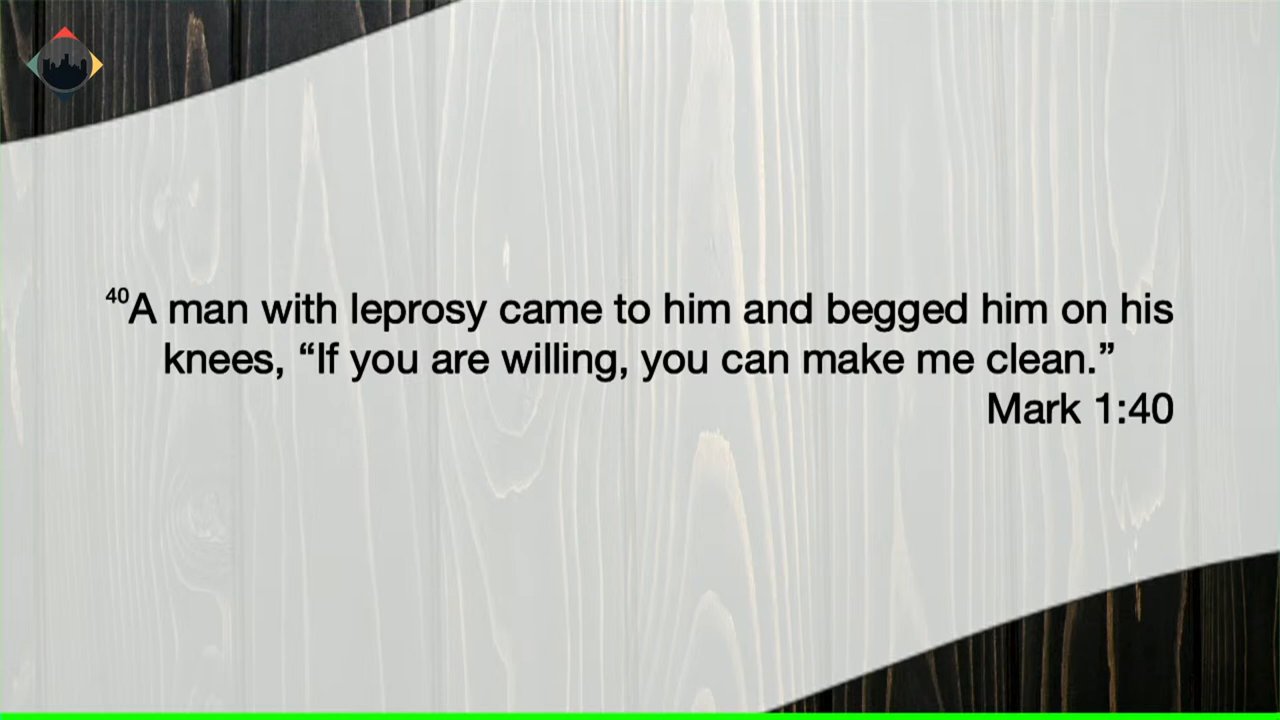 ⁴⁰A man with leprosy came to him and begged him on his
knees, “If you are willing, you can make me clean.”
Mark 1:40